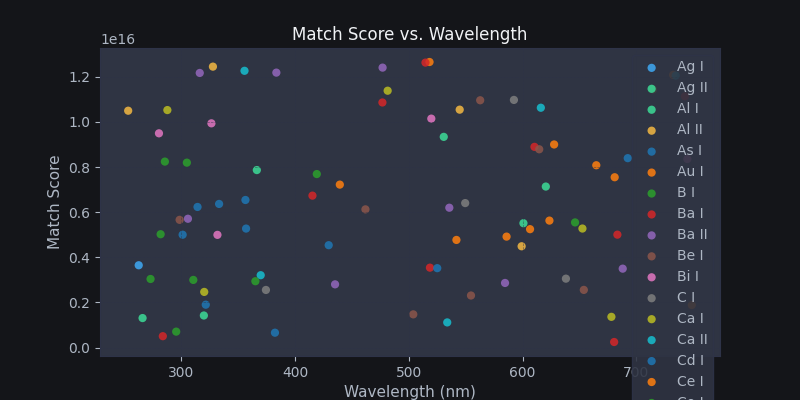 Match Score vs. Wavelength
1e16
Match Score
1.2
1.0
0.8
0.6
0.4
0.2
0.0
300
400
500
600
700
Wavelength (nm)
Ag I
Ag II
Al I
Al II
As I
Au I
B I
Ba I
Ba II
Be I
Bi I
C I
Ca I
Ca II
Cd I
Ce I